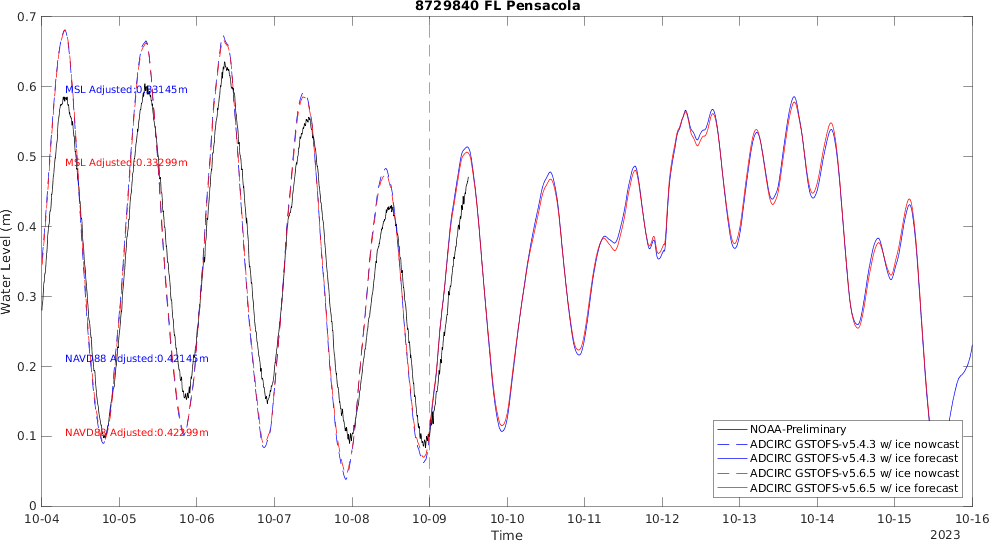 8729840 FL Pensacola
0.7
0.6
0.5
0.4
0.3
0.2
0.1
0
Water Level (m)
MSL Adjusted:0.33145m
MSL Adjusted:0.33299m
NAVD88 Adjusted:0.42145m
NAVD88 Adjusted:0.42299m
NOAA-Preliminary
ADCIRC GSTOFS-v5.4.3 w/ ice nowcast
ADCIRC GSTOFS-v5.4.3 w/ ice forecast
ADCIRC GSTOFS-v5.6.5 w/ ice nowcast
ADCIRC GSTOFS-v5.6.5 w/ ice forecast
10-04 10-05 10-06 10-07 10-08 10-09 10-10 10-11 10-12 10-13 10-14 10-15 10-16
Time
2023